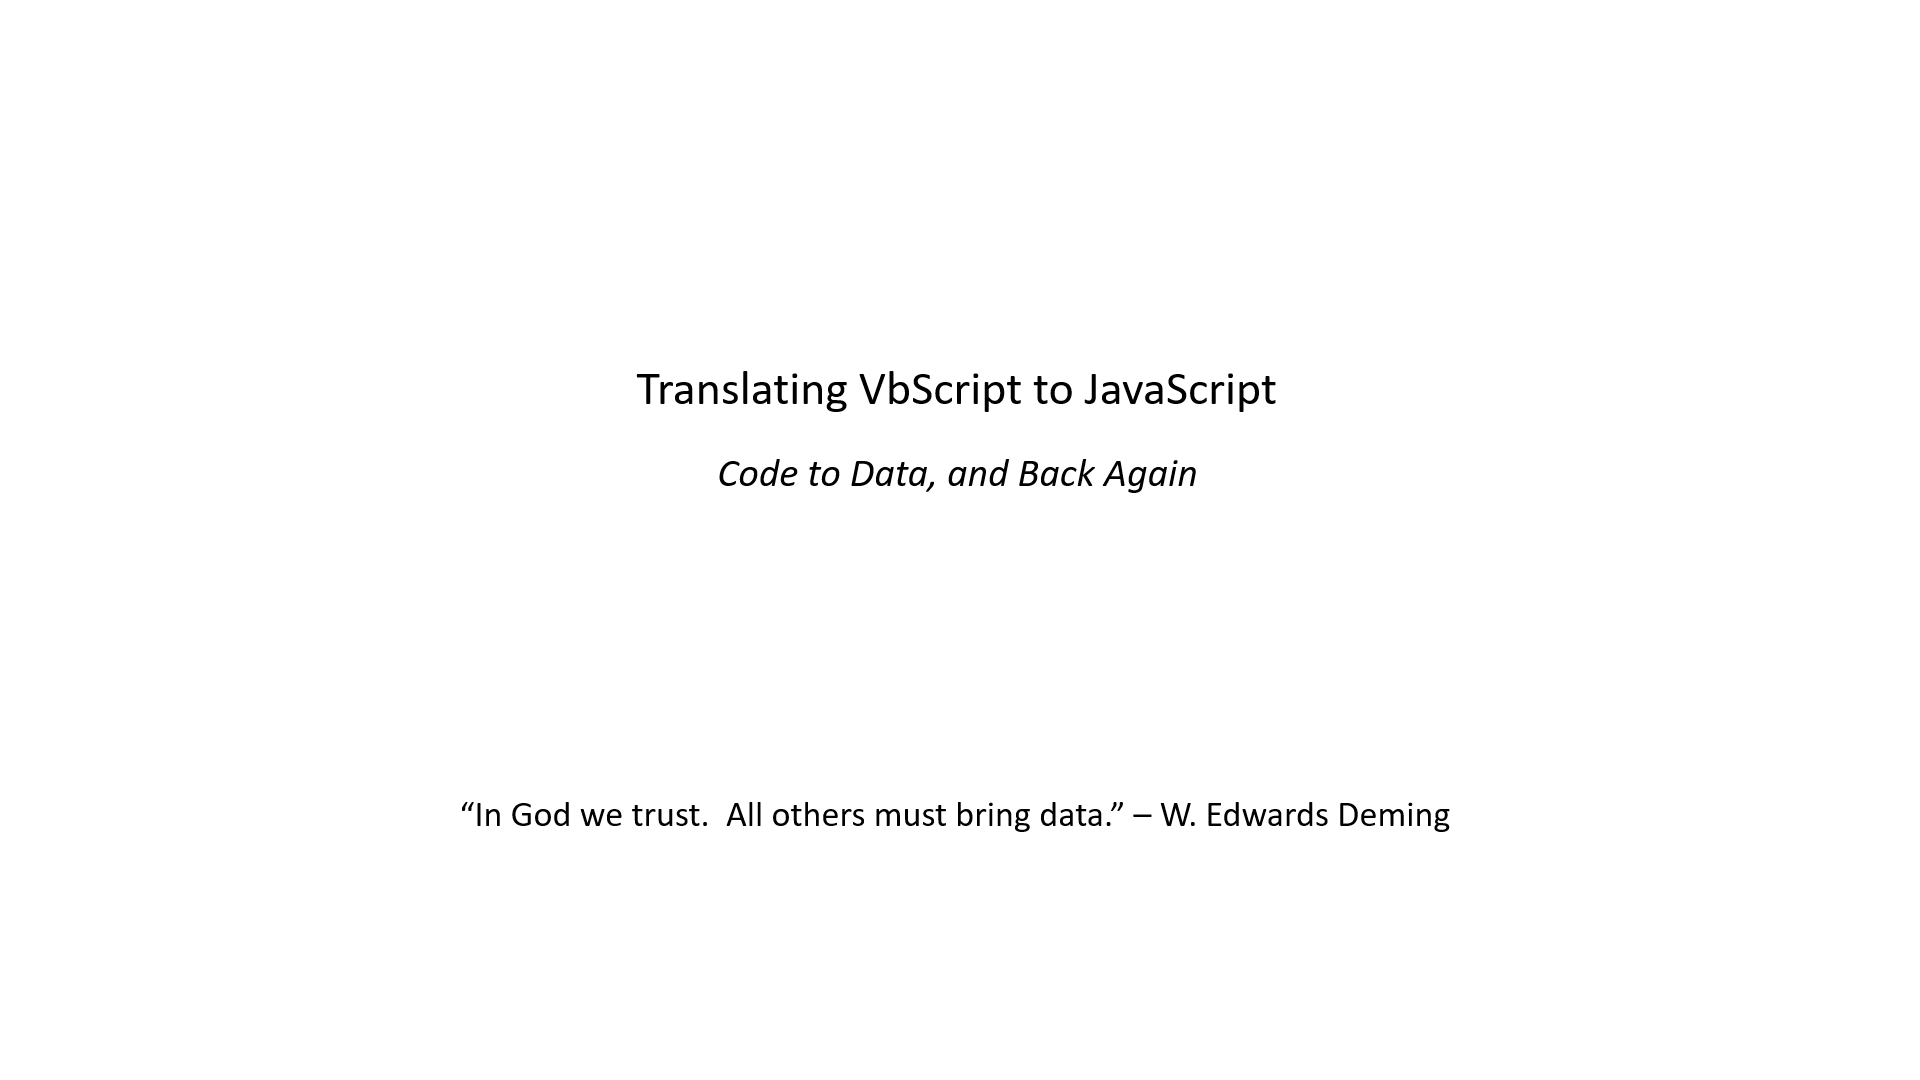 Translating VbScript to JavaScript
Code to Data, and Back Again
“In God we trust.  All others must bring data.” – W. Edwards Deming